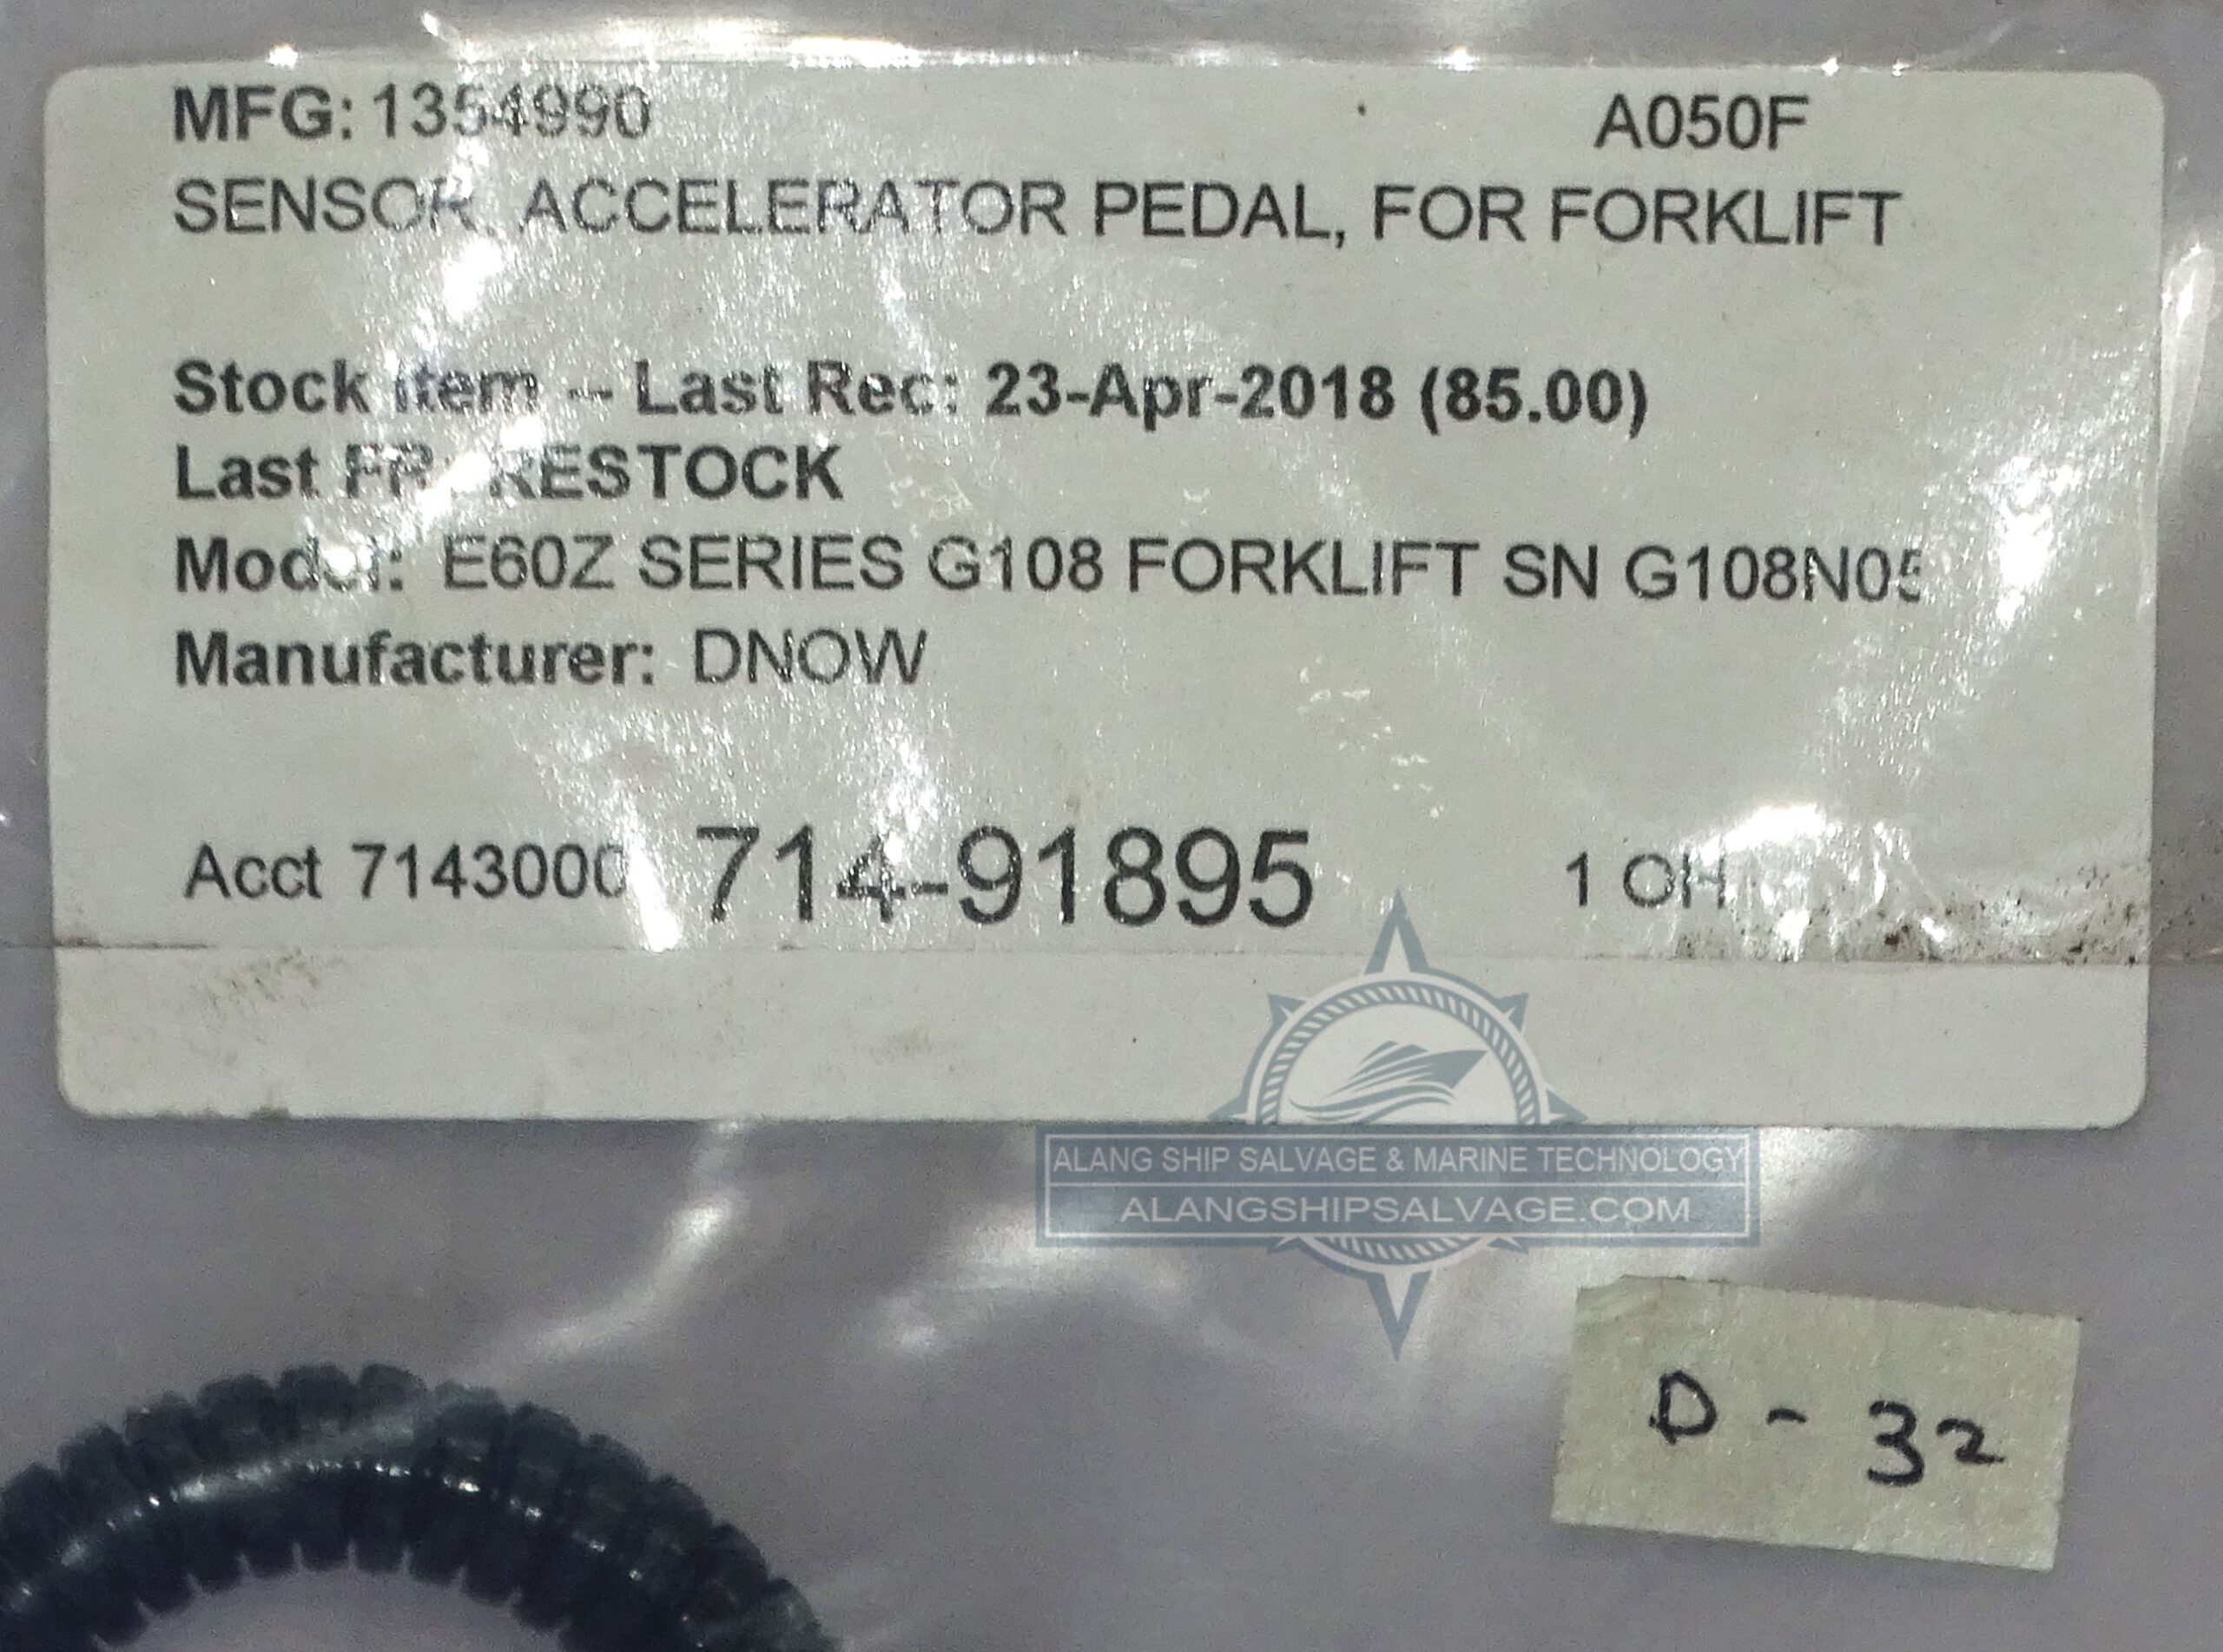 MFG: 1354990 A050F
SENSOR, ACCELERATOR PEDAL, FOR FORKLIFT
Stock item -- Last Rec: 23-Apr-2018 (85.00)
Last PR: RESTOCK
Model: E60Z SERIES G108 FORKLIFT SN G108N05
Manufacturer: DNOW
Acct 7143000 714-91895 1 OH
ALANG SHIP SALVAGE & MARINE TECHNOLOGY
ALANGSHIPSALVAGE.COM
D - 32